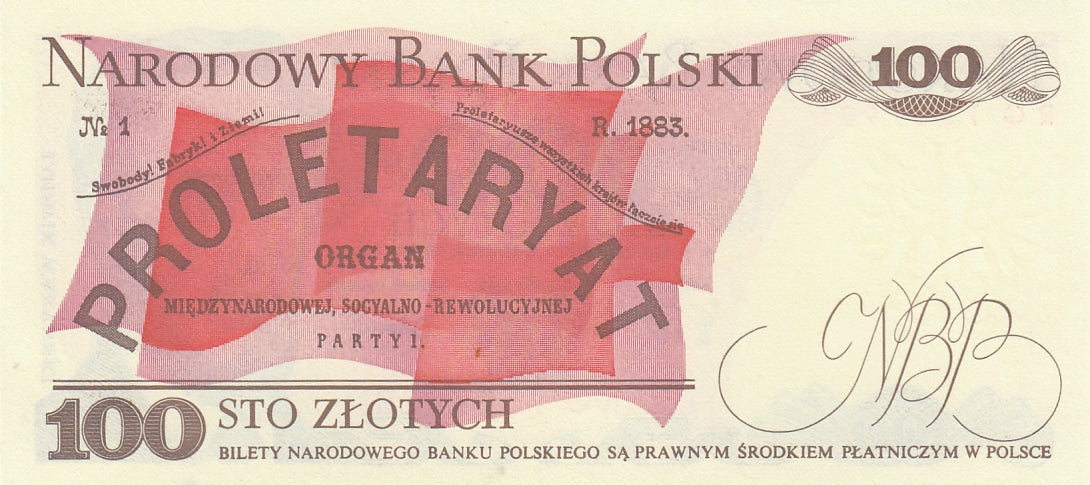 NARODOWY BANK POLSKI
100
№ 1
R. 1883.
Swobody! Fabryk! i Ziemi!
Proletaryusze wszystkich krajów łączcie się
PROLETARYAT
ORGAN
MIĘDZYNARODOWEJ, SOCYALNO-REWOLUCYJNEJ
PARTYI.
NBP
100 STO ZŁOTYCH
BILETY NARODOWEGO BANKU POLSKIEGO SĄ PRAWNYM ŚRODKIEM PŁATNICZYM W POLSCE